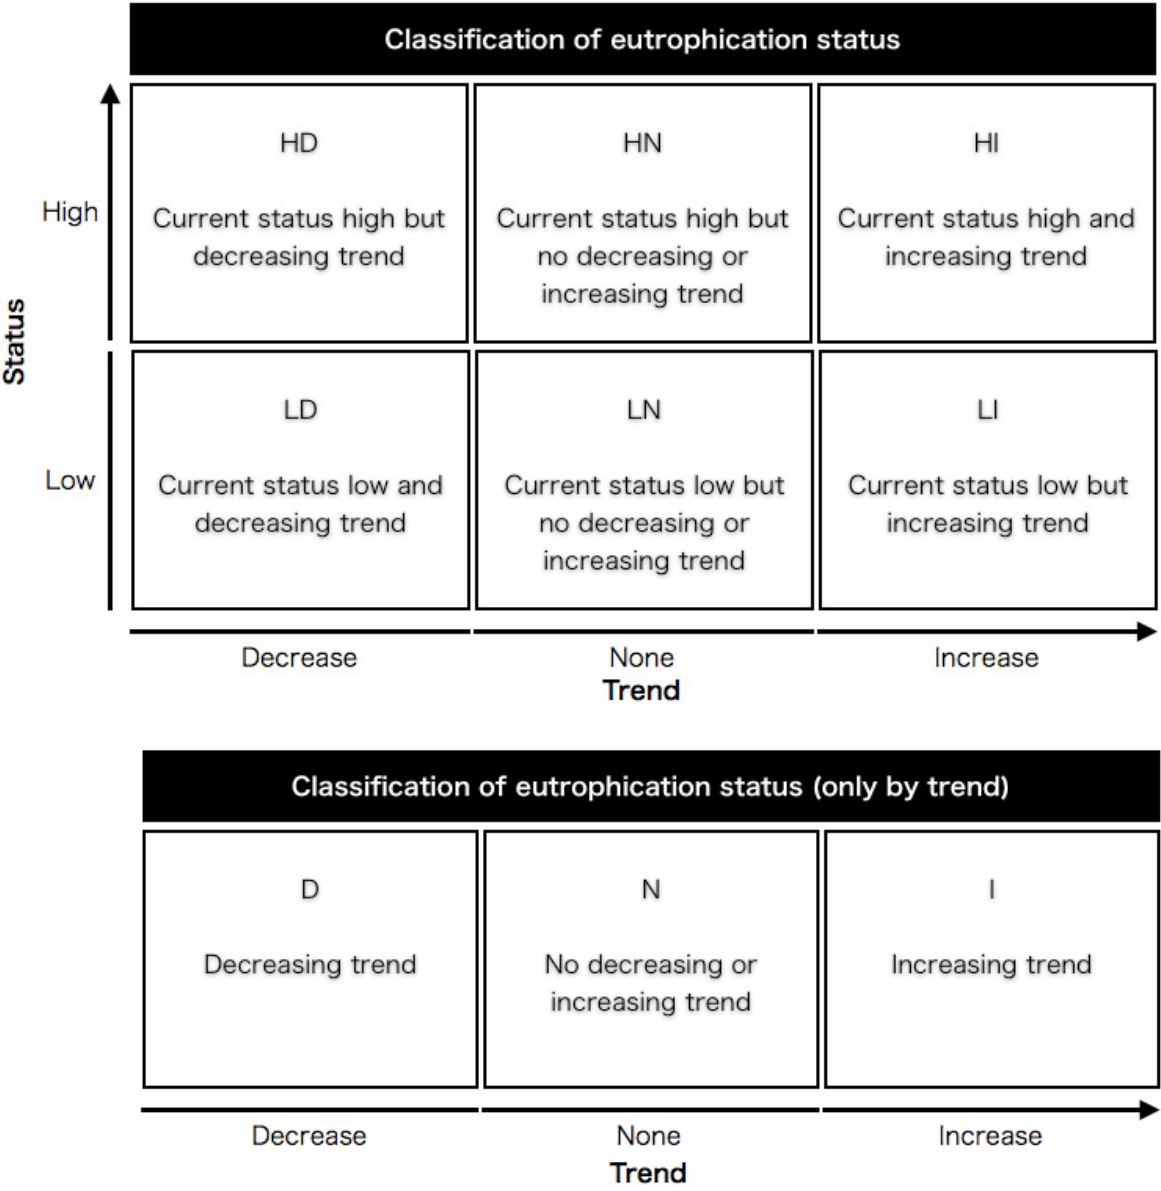 Classification of eutrophication status
HD
Current status high but
decreasing trend
HN
Current status high but
no decreasing or
increasing trend
HI
Current status high and
increasing trend
High
Status
LD
Current status low and
decreasing trend
LN
Current status low but
no decreasing or
increasing trend
LI
Current status low but
increasing trend
Low
Decrease
None
Increase
Trend
Classification of eutrophication status (only by trend)
D
Decreasing trend
N
No decreasing or
increasing trend
I
Increasing trend
Decrease
None
Increase
Trend